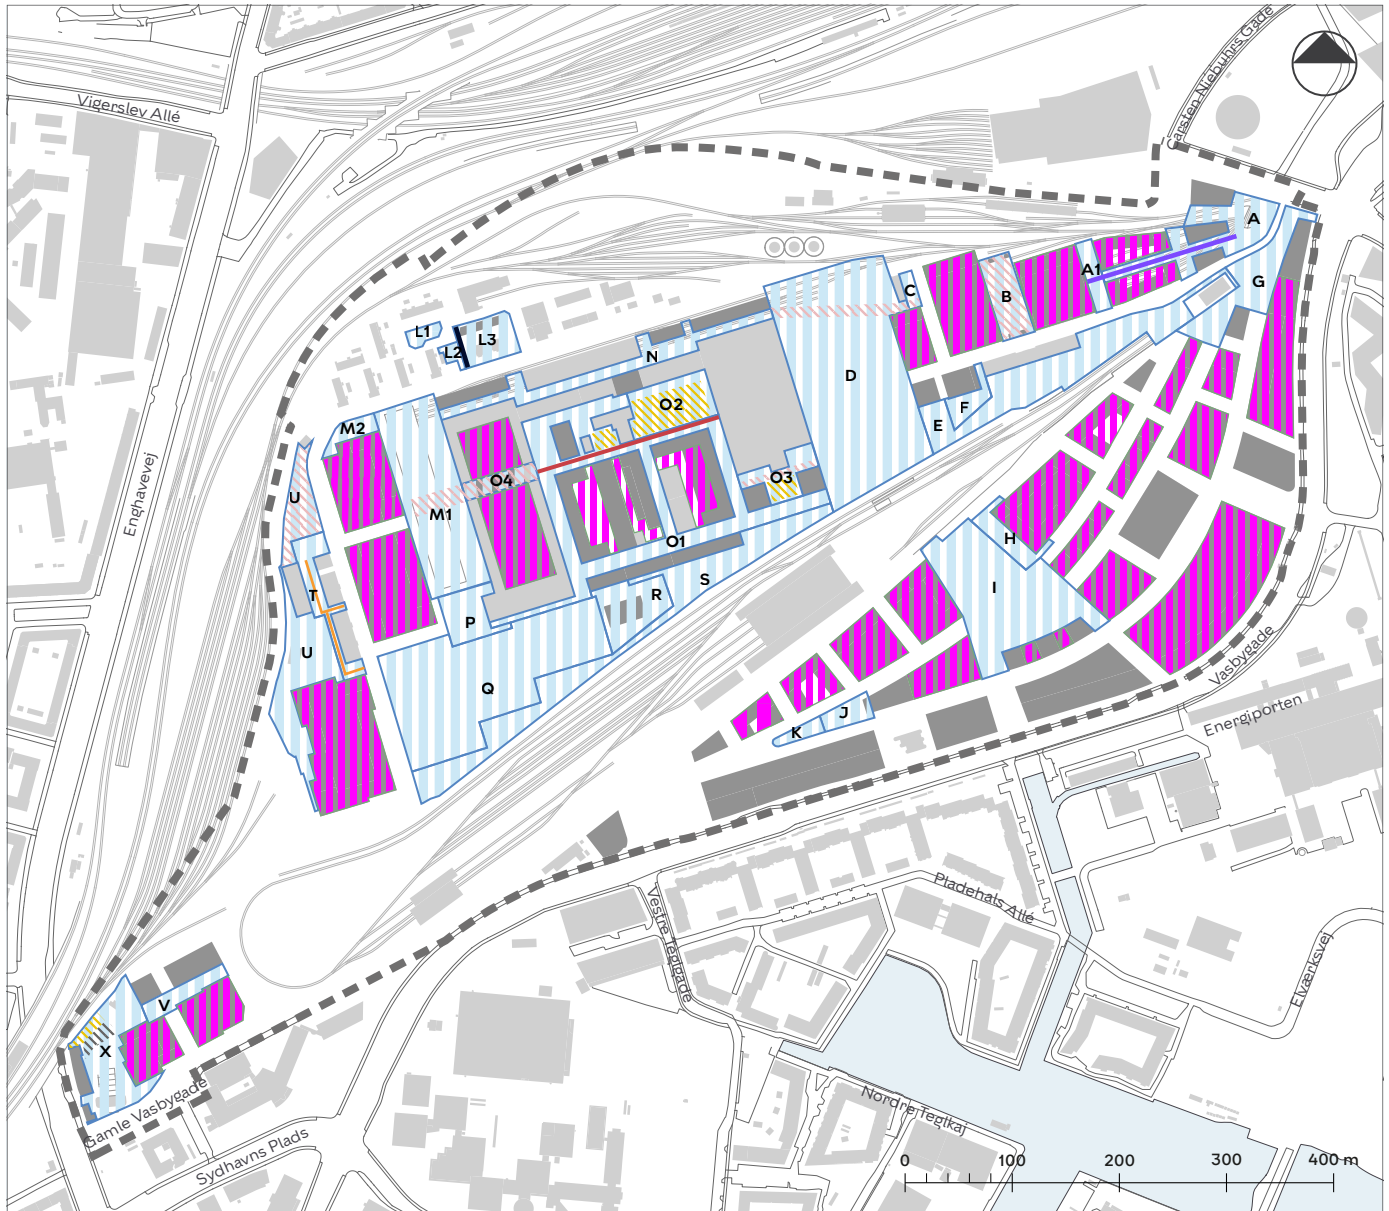 Carsten Niebuhrs Gade
Vigerslev Allé
A
A1
G
C
B
L1
L2
L3
N
D
O2
E
F
M2
Enghavevej
O4
O3
U
M1
O1
H
S
T
R
I
P
U
Q
Vasbygade
J
K
Energiporten
Pladehals Allé
Vestre Teglgade
Elværksvej
V
X
Gamle Vasbygade
Nordre Teglkaj
Sydhavns Plads
0 100 200 300 400 m